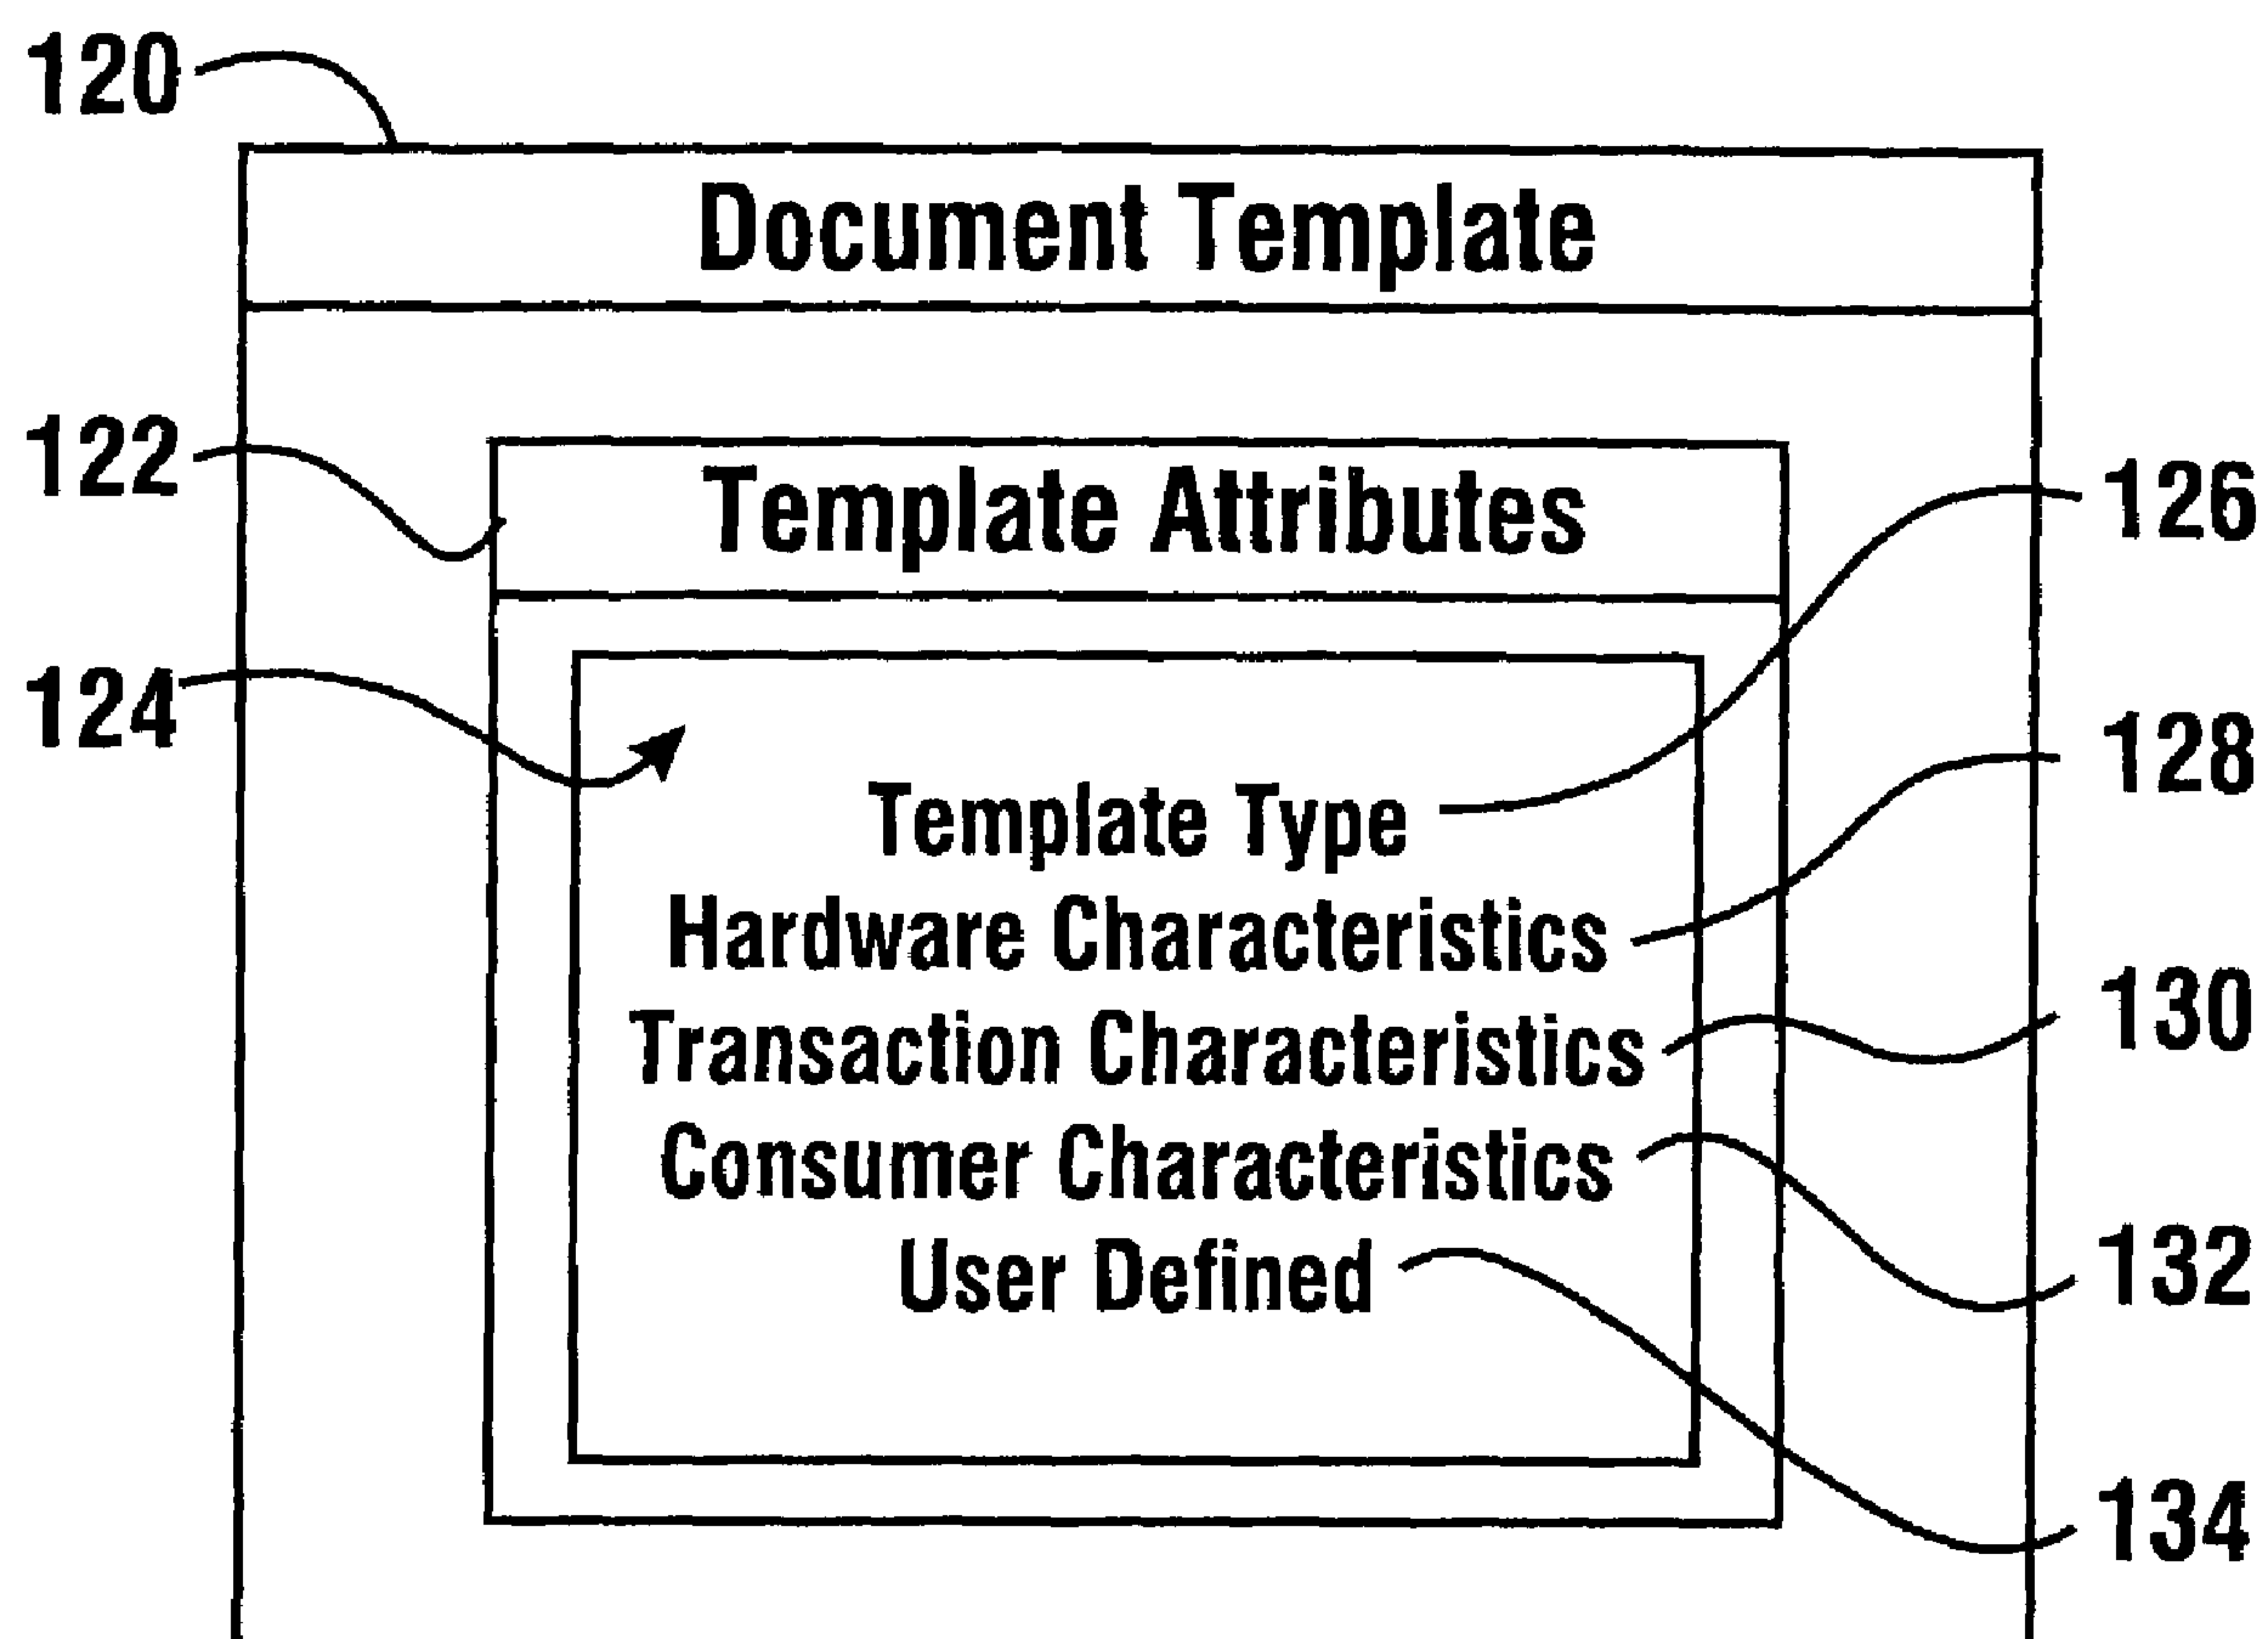 120
Document Template
122
Template Attributes
126
124
128
Template Type
Hardware Characteristics
130
Transaction Characteristics
Consumer Characteristics
132
User Defined
134